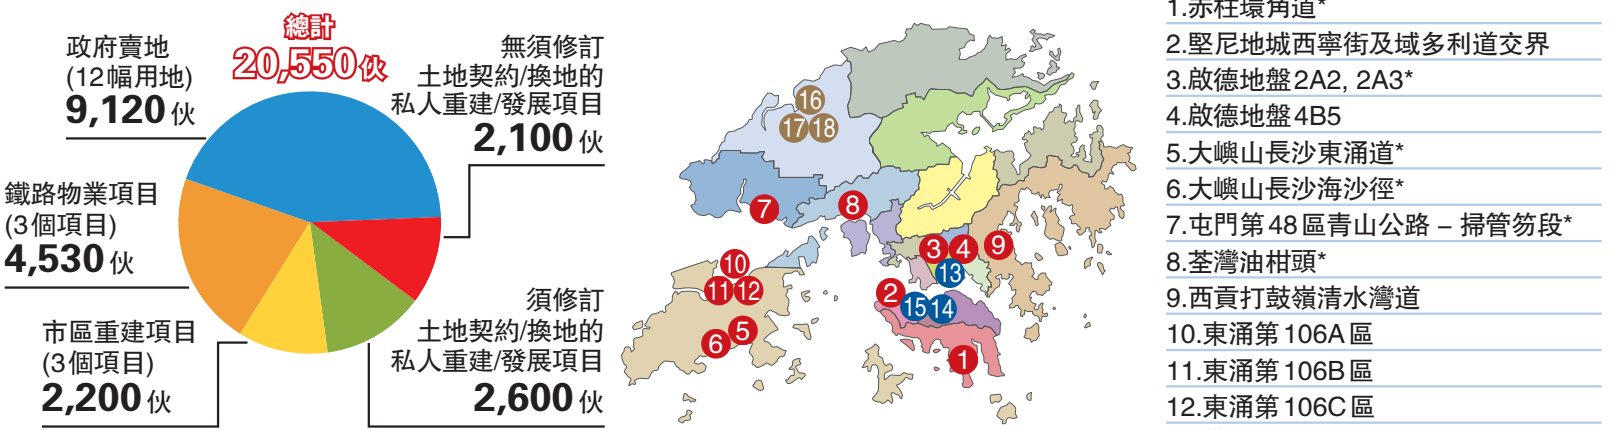 總計
20,550伙
政府賣地
(12幅用地)
9,120伙
鐵路物業項目
(3個項目)
4,530伙
市區重建項目
(3個項目)
2,200伙
無須修訂
土地契約/換地的
私人重建/發展項目
2,100伙
須修訂
土地契約/換地的
私人重建/發展項目
2,600伙
16
17 18
7
8
3 4 9
13
10
11 12
2
15 14
5
6
1
1.赤柱環角道*
2.堅尼地城西寧街及域多利道交界
3.啟德地盤2A2, 2A3*
4.啟德地盤4B5
5.大嶼山長沙東涌道*
6.大嶼山長沙海沙徑*
7.屯門第48區青山公路 – 掃管笏段*
8.荃灣油柑頭*
9.西貢打鼓嶺清水灣道
10.東涌第106A區
11.東涌第106B區
12.東涌第106C區